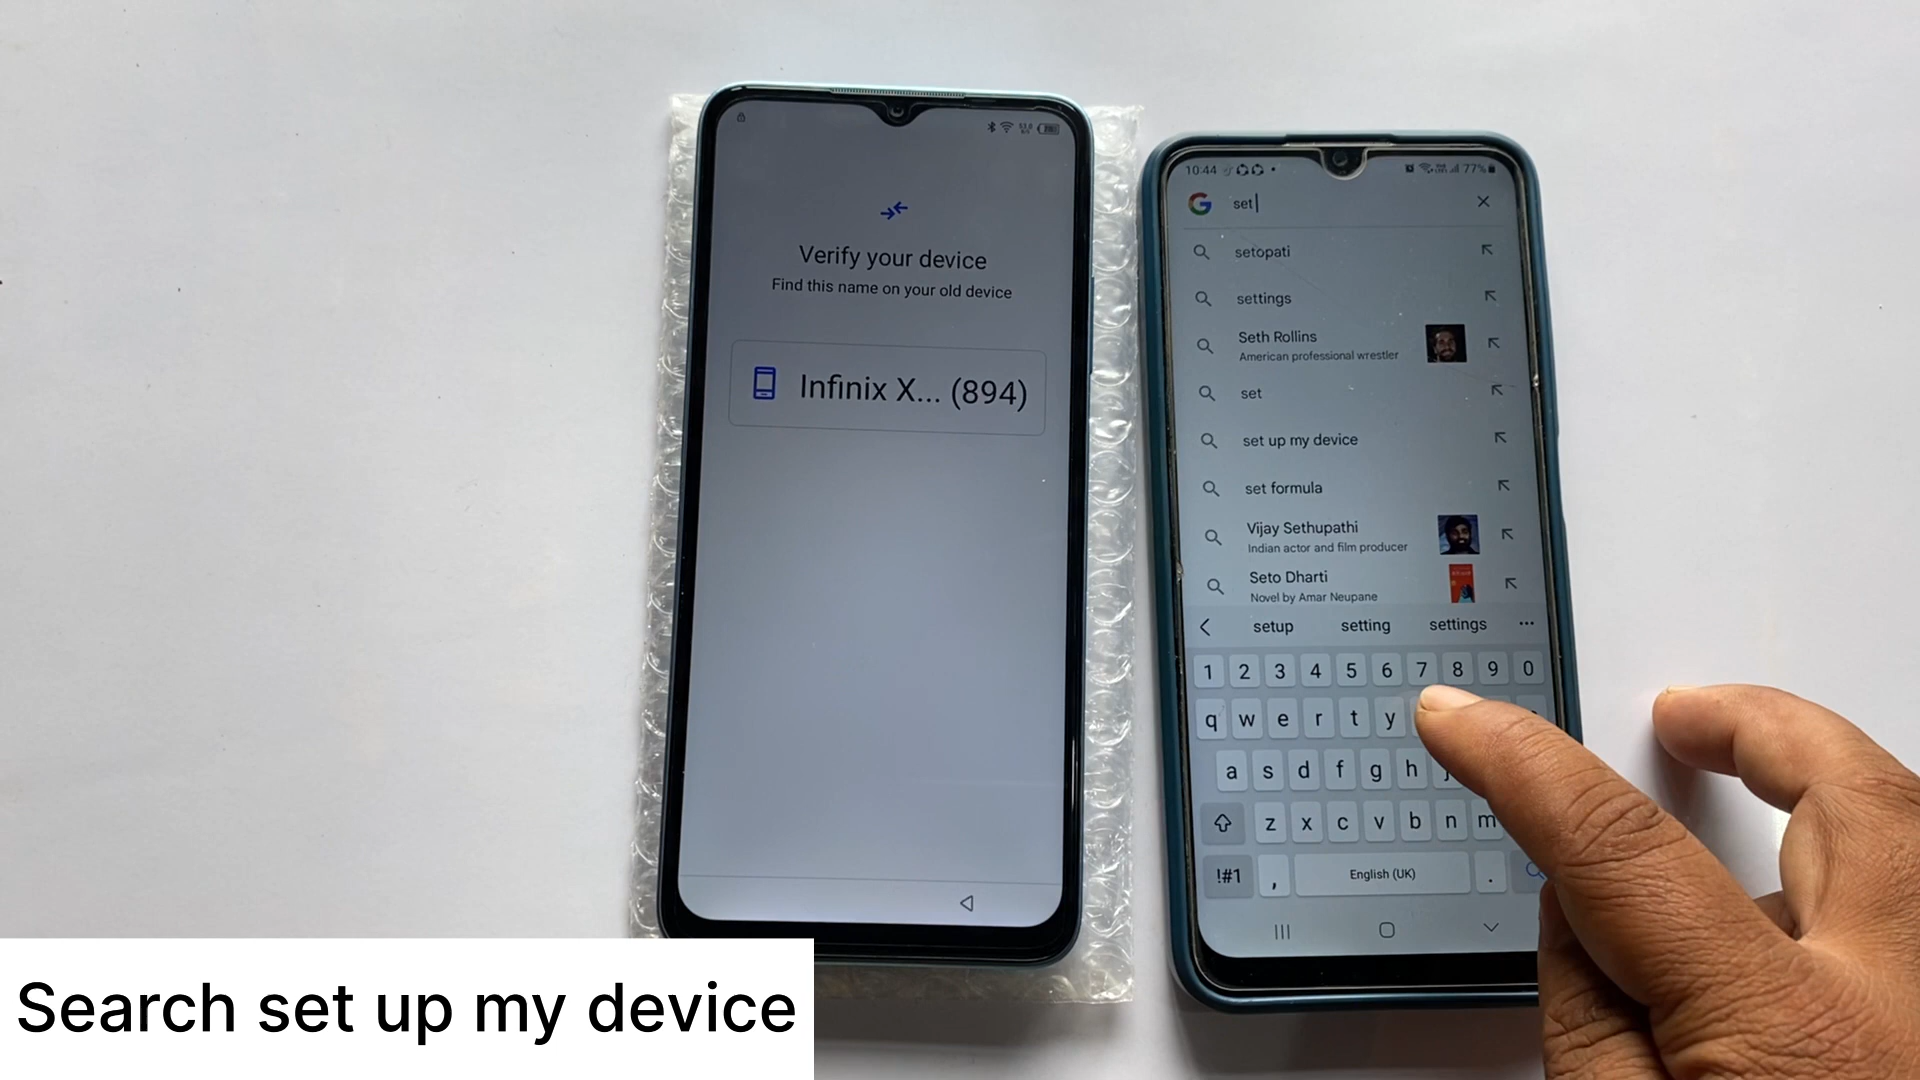 Verify your device
Find this name on your old device
Infinix X... (894)
10:44
77%
set
setopati
settings
Seth Rollins
American professional wrestler
set
set up my device
set formula
Vijay Sethupathi
Indian actor and film producer
Seto Dharti
Novel by Amar Neupane
setup setting settings ...
1 2 3 4 5 6 7 8 9 0
q w e r t y
a s d f g h j
z x c v b n m
!#1 , English (UK) .
Search set up my device